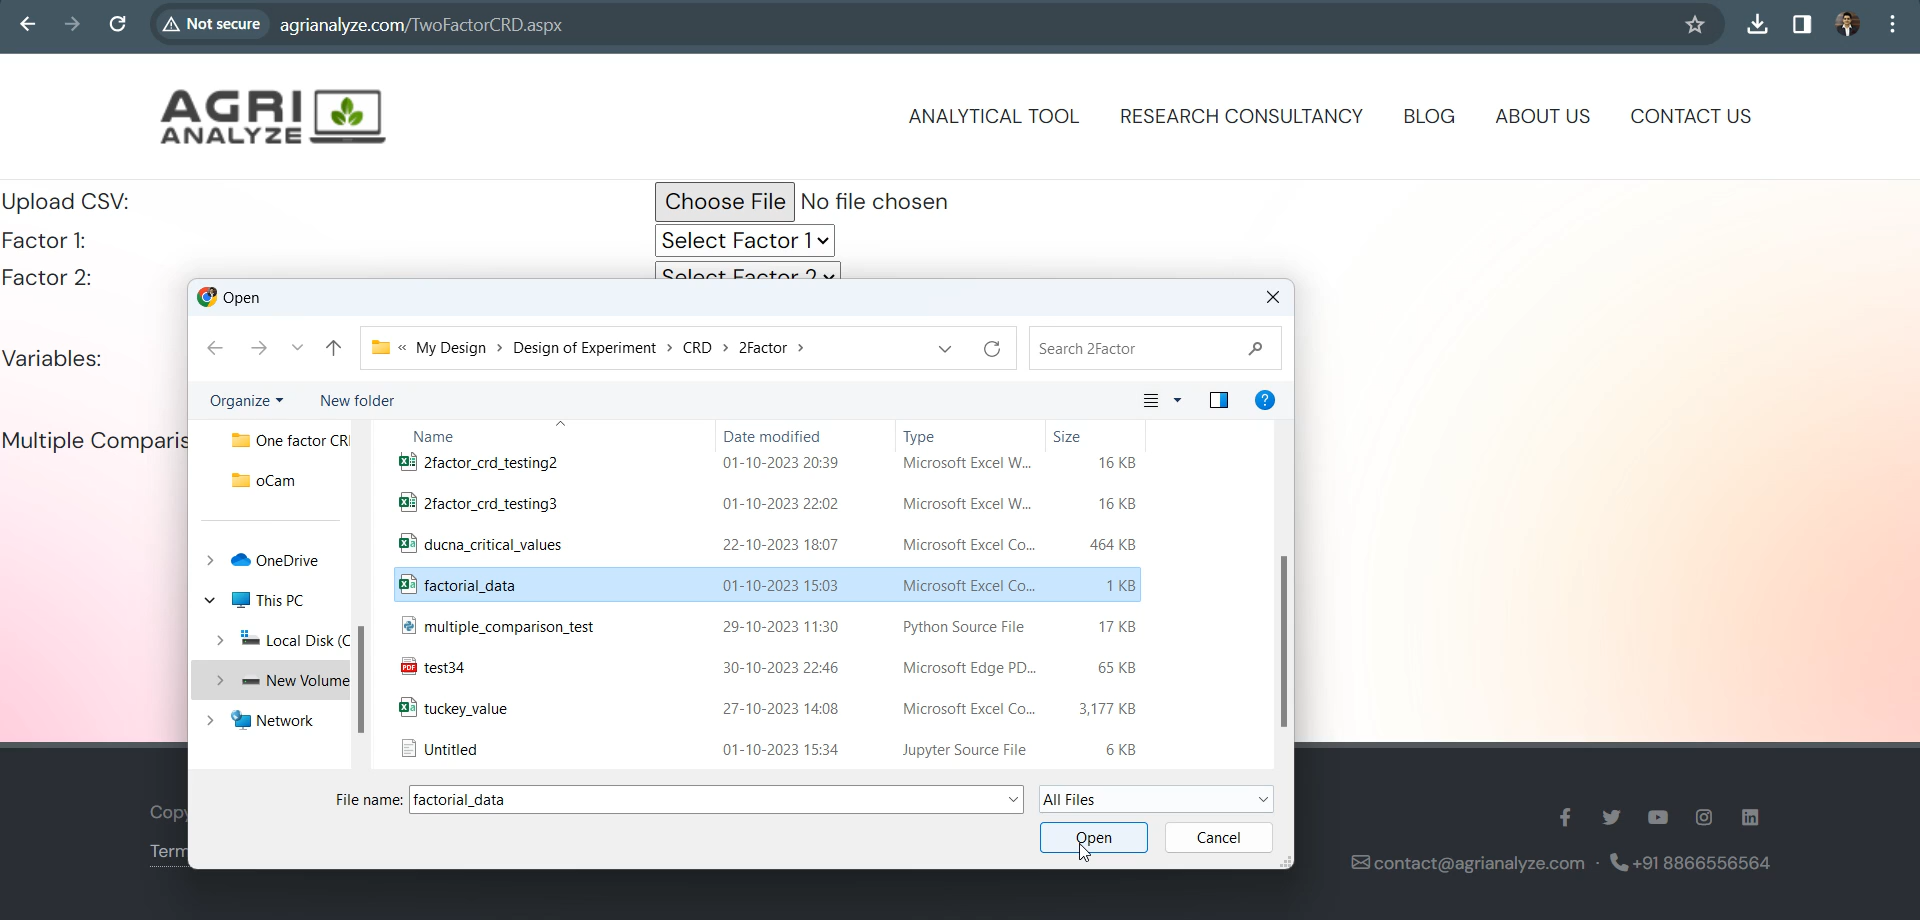 Not secure agrianalyze.com/TwoFactorCRD.aspx
AGRI
ANALYZE
ANALYTICAL TOOL RESEARCH CONSULTANCY BLOG ABOUT US CONTACT US
Upload CSV: Choose File No file chosen
Factor 1: Select Factor 1
Factor 2: Select Factor 2
Open
« My Design > Design of Experiment > CRD > 2Factor > Search 2Factor
Variables:
Organize New folder ?
Multiple Comparis
One factor CR
oCam
OneDrive
This PC
Local Disk (C
New Volume
Network
Name Date modified Type Size
2factor_crd_testing2 01-10-2023 20:39 Microsoft Excel W... 16 KB
2factor_crd_testing3 01-10-2023 22:02 Microsoft Excel W... 16 KB
ducna_critical_values 22-10-2023 18:07 Microsoft Excel Co... 464 KB
factorial_data 01-10-2023 15:03 Microsoft Excel Co... 1 KB
multiple_comparison_test 29-10-2023 11:30 Python Source File 17 KB
test34 30-10-2023 22:46 Microsoft Edge PD... 65 KB
tuckey_value 27-10-2023 14:08 Microsoft Excel Co... 3,177 KB
Untitled 01-10-2023 15:34 Jupyter Source File 6 KB
File name: factorial_data All Files
Open Cancel
Copy
Term
contact@agrianalyze.com · +91 8866556564